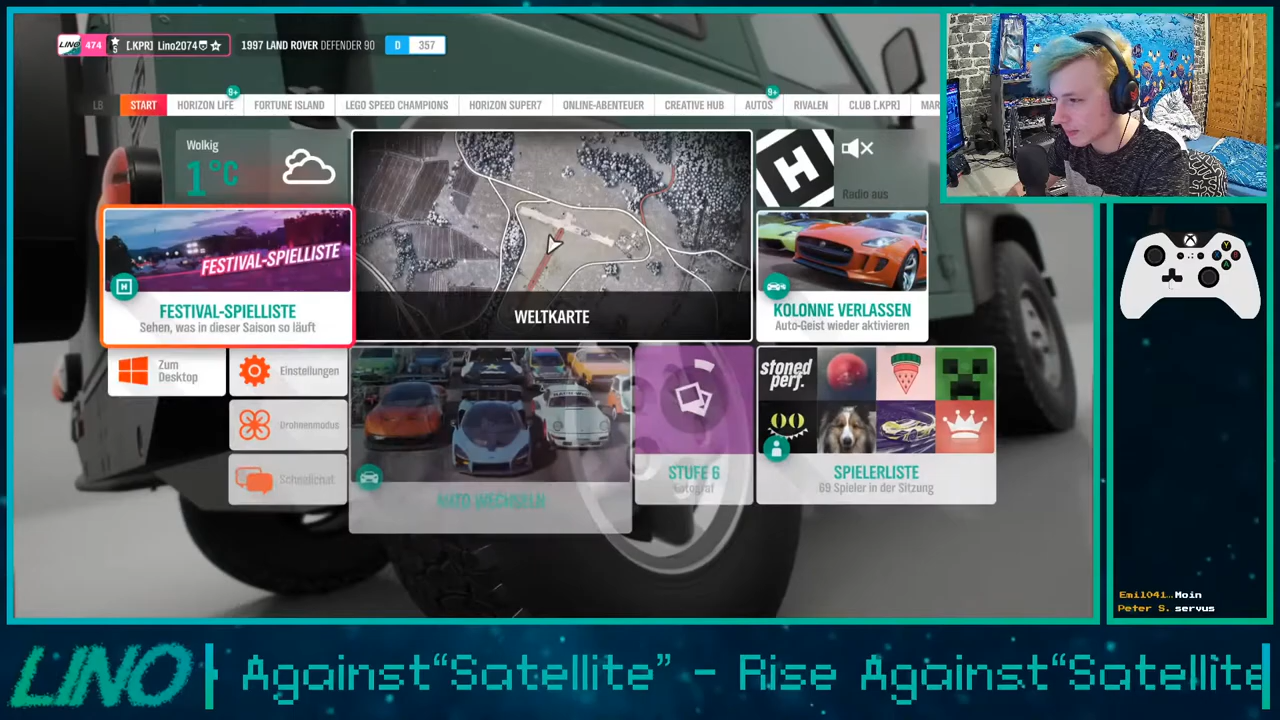 LINO 474 5 [.KPR] Lino2074
1997 LAND ROVER DEFENDER 90 D 357
LB START HORIZON LIFE 9+ FORTUNE ISLAND LEGO SPEED CHAMPIONS HORIZON SUPER7 ONLINE-ABENTEUER CREATIVE HUB AUTOS 9+ RIVALEN CLUB [.KPR] MAR
Wolkig
1°C
H
Radio aus
FESTIVAL-SPIELLISTE
H
FESTIVAL-SPIELLISTE
Sehen, was in dieser Saison so läuft
WELTKARTE
KOLONNE VERLASSEN
Auto-Geist wieder aktivieren
Zum
Desktop
Einstellungen
Drohnenmodus
Schnellchat
AUTO WECHSELN
STUFE 6
Fotograf
stoned
perf.
SPIELERLISTE
69 Spieler in der Sitzung
Y
X
B
A
Emil041… Moin
Peter S. servus
LINO
Against “Satellite” - Rise Against “Satellite